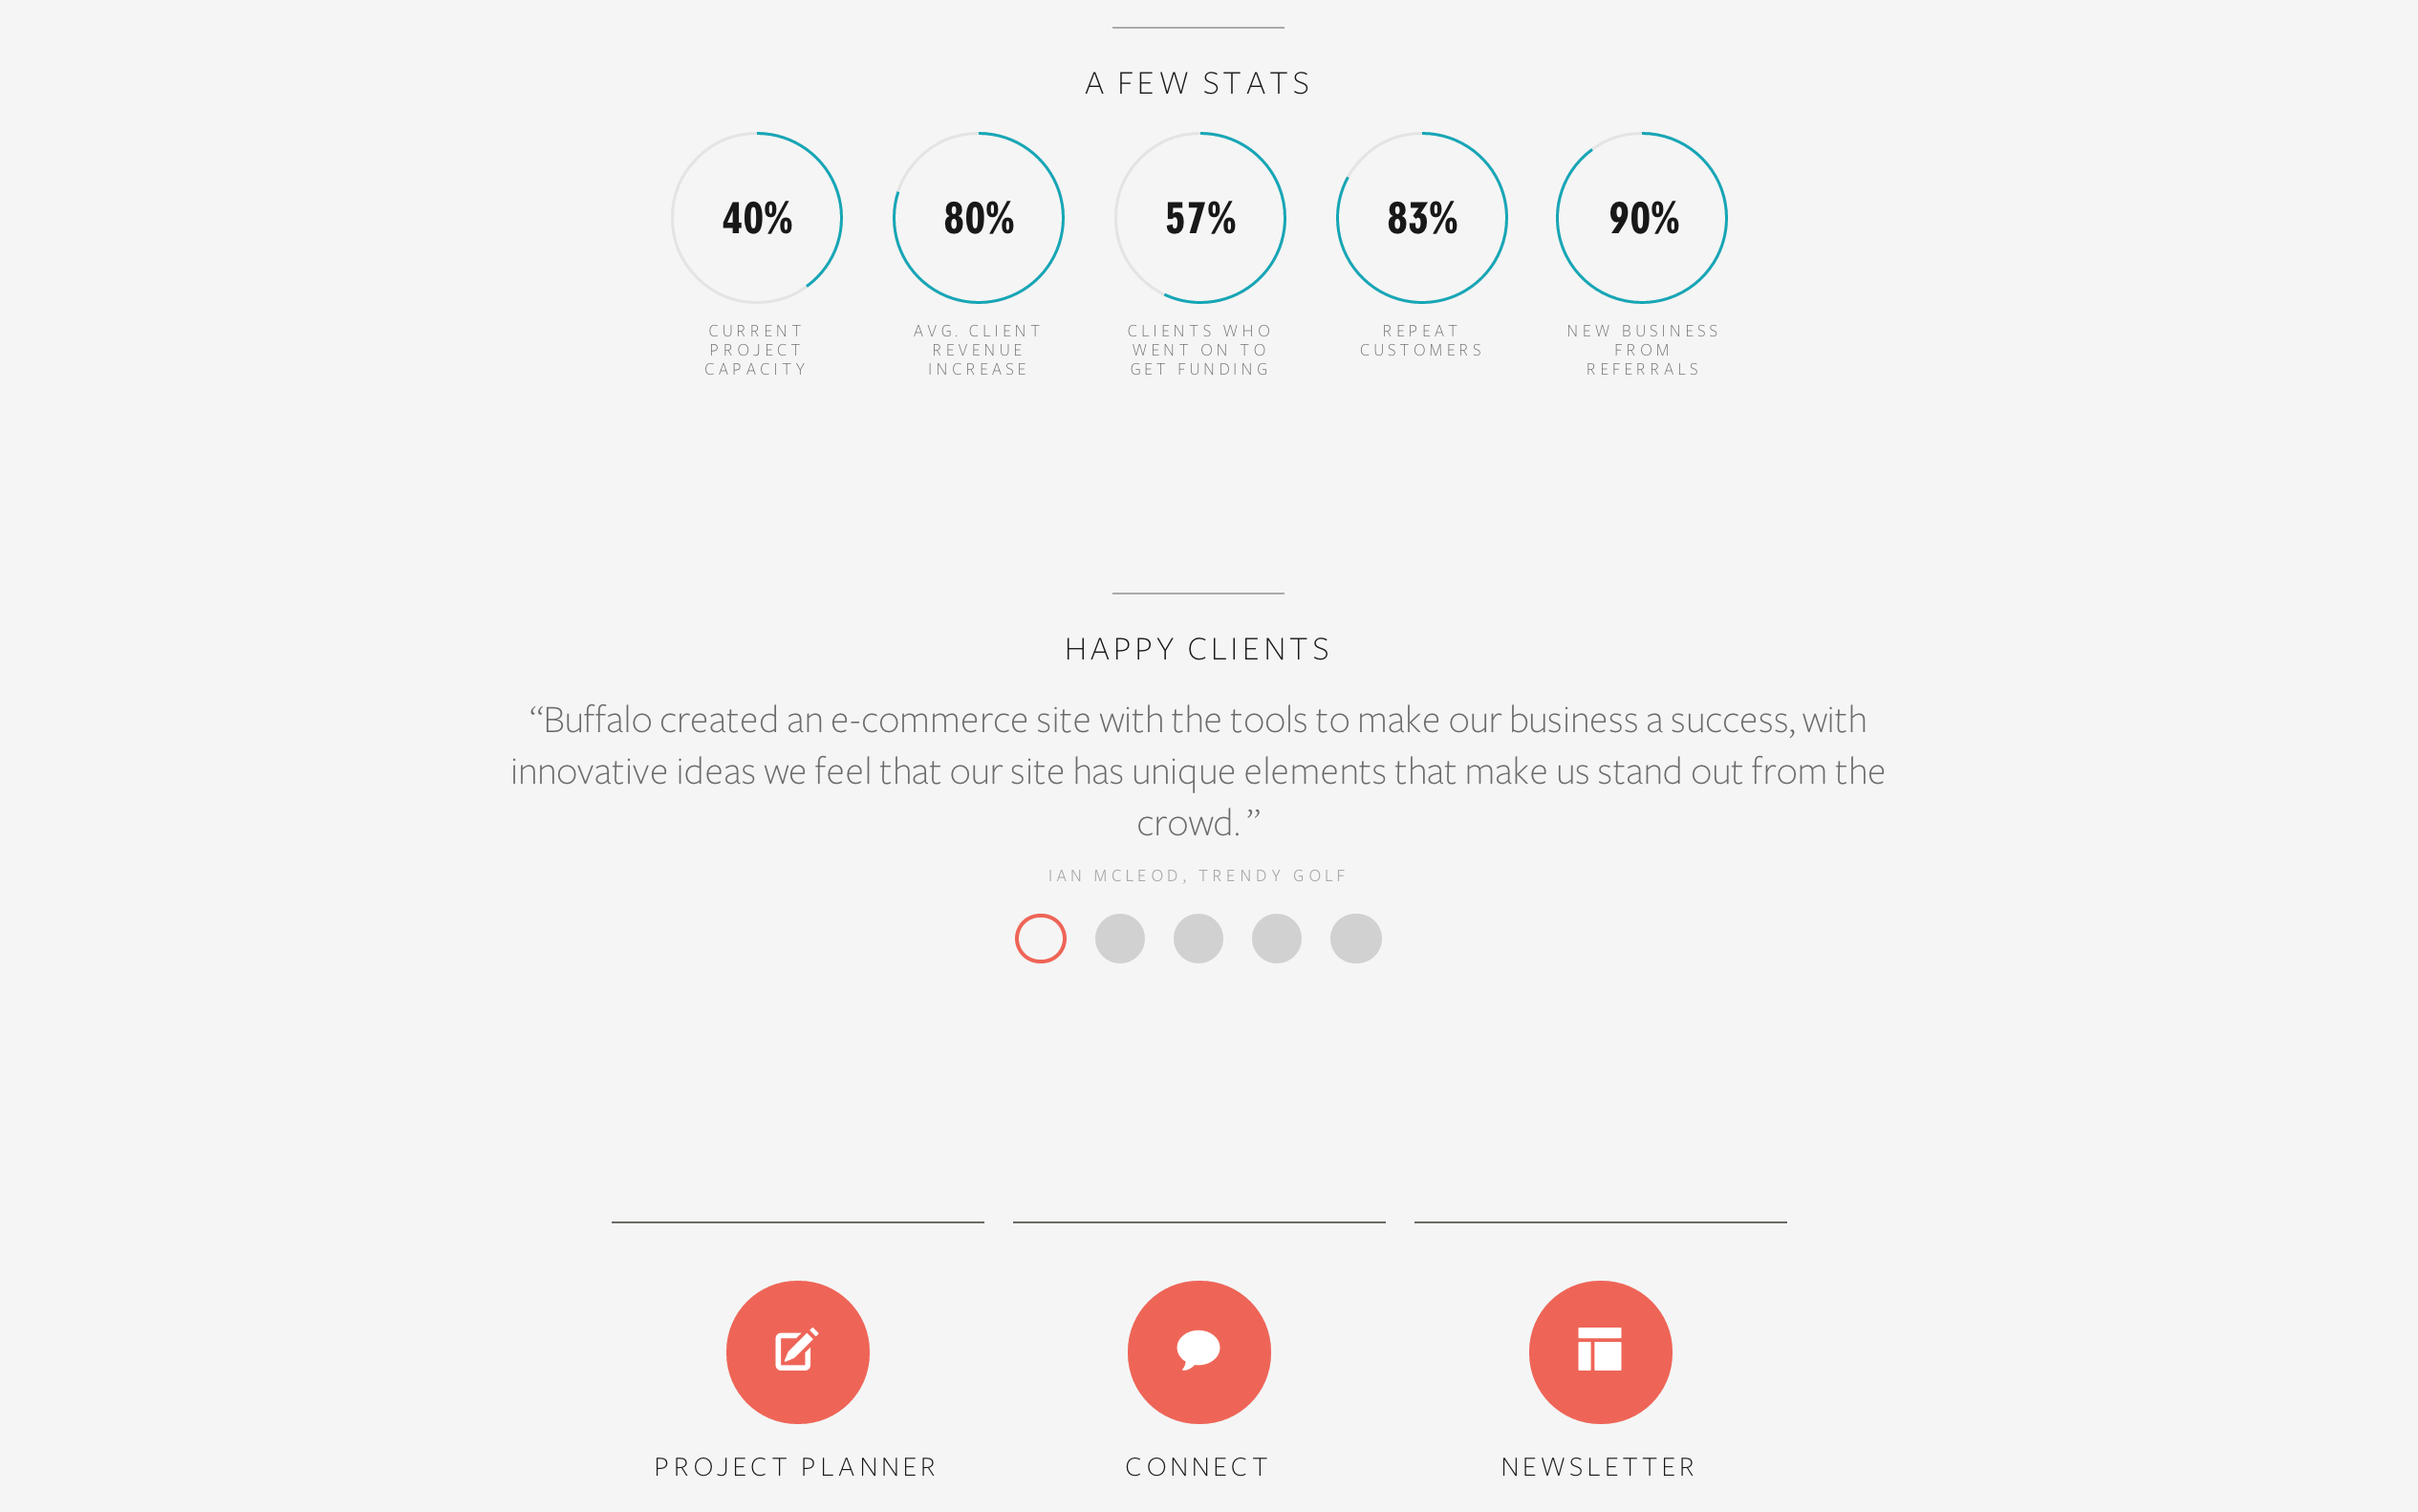 A FEW STATS
40%
CURRENT
PROJECT
CAPACITY
80%
AVG. CLIENT
REVENUE
INCREASE
57%
CLIENTS WHO
WENT ON TO
GET FUNDING
83%
REPEAT
CUSTOMERS
90%
NEW BUSINESS
FROM
REFERRALS
HAPPY CLIENTS
“Buffalo created an e-commerce site with the tools to make our business a success, with
innovative ideas we feel that our site has unique elements that make us stand out from the
crowd. ”
IAN MCLEOD, TRENDY GOLF
PROJECT PLANNER
CONNECT
NEWSLETTER